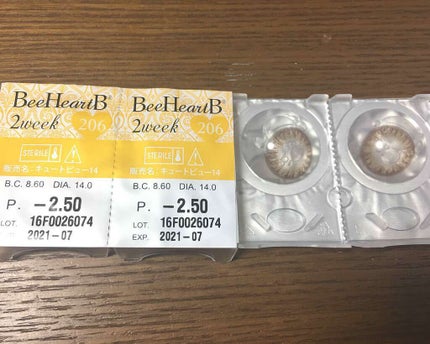 BeeHeartB
2week 206
STERILE
販売名:キュートビュー14
B.C. 8.60 DIA. 14.0
P. −2.50
LOT. 16F0026074
2021−07
BeeHeartB
2week 206
STERILE
販売名:キュートビュー14
B.C. 8.60 DIA. 14.0
P. −2.50
LOT. 16F0026074
EXP. 2021−07